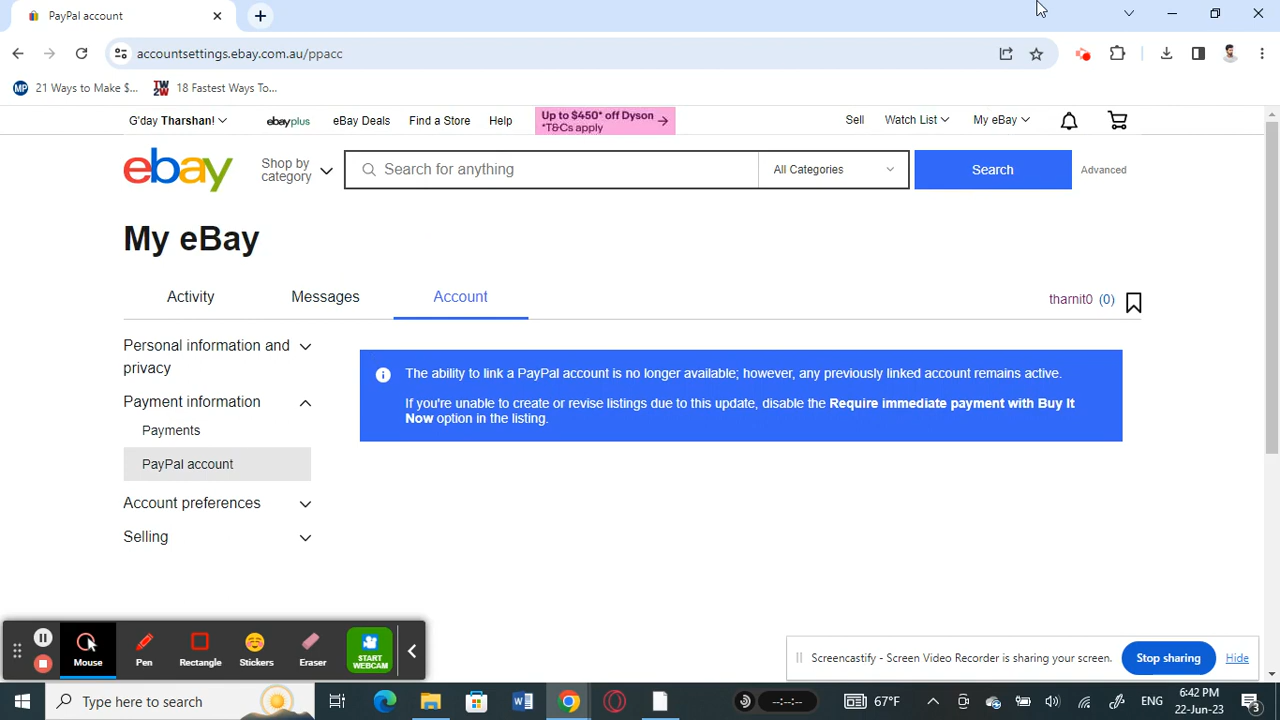 PayPal account
accountsettings.ebay.com.au/ppacc
MP 21 Ways to Make $...
TW2W 18 Fastest Ways To...
G'day Tharshan!
ebayplus
eBay Deals
Find a Store
Help
Up to $450* off Dyson
*T&Cs apply
Sell
Watch List
My eBay
ebay
Shop by
category
Search for anything
All Categories
Search
Advanced
My eBay
Activity
Messages
Account
tharnit0 (0)
Personal information and
privacy
Payment information
Payments
PayPal account
Account preferences
Selling
The ability to link a PayPal account is no longer available; however, any previously linked account remains active.
If you're unable to create or revise listings due to this update, disable the Require immediate payment with Buy It
Now option in the listing.
Mouse
Pen
Rectangle
Stickers
Eraser
START
WEBCAM
Screencastify - Screen Video Recorder is sharing your screen.
Stop sharing
Hide
Type here to search
--:--:--
67°F
ENG
6:42 PM
22-Jun-23
3